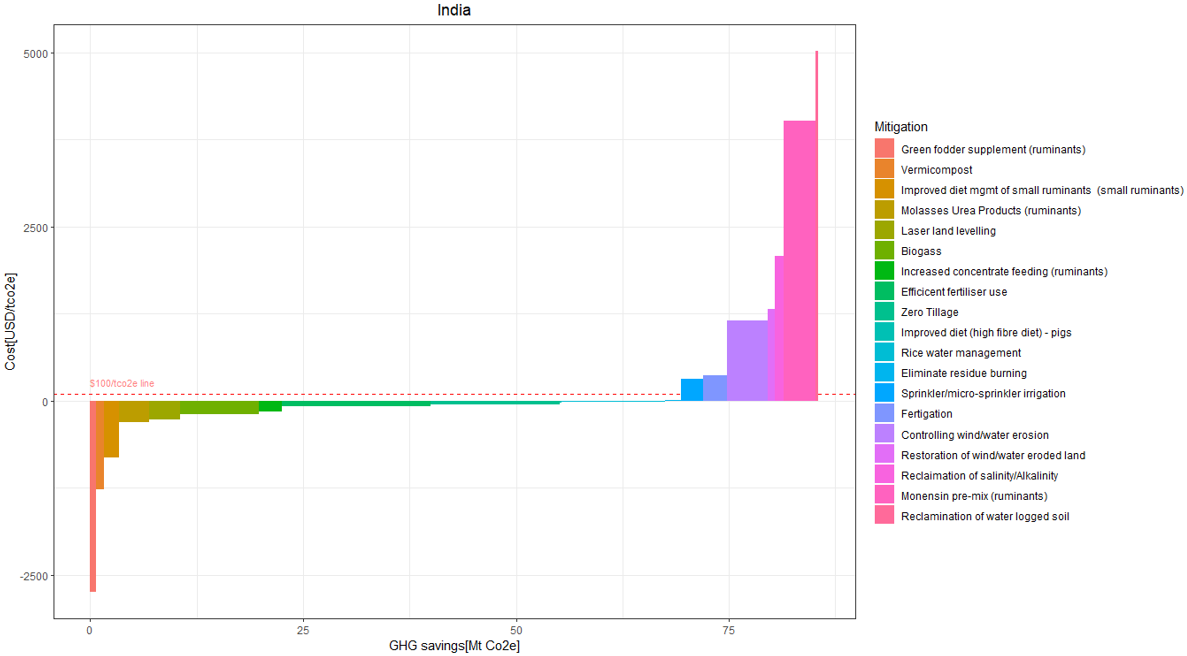 India
5000
2500
0
-2500
Cost[USD/tco2e]
$100/tco2e line
0
25
50
75
GHG savings[Mt Co2e]
Mitigation
Green fodder supplement (ruminants)
Vermicompost
Improved diet mgmt of small ruminants  (small ruminants)
Molasses Urea Products (ruminants)
Laser land levelling
Biogass
Increased concentrate feeding (ruminants)
Efficicent fertiliser use
Zero Tillage
Improved diet (high fibre diet) - pigs
Rice water management
Eliminate residue burning
Sprinkler/micro-sprinkler irrigation
Fertigation
Controlling wind/water erosion
Restoration of wind/water eroded land
Reclaimation of salinity/Alkalinity
Monensin pre-mix (ruminants)
Reclamination of water logged soil